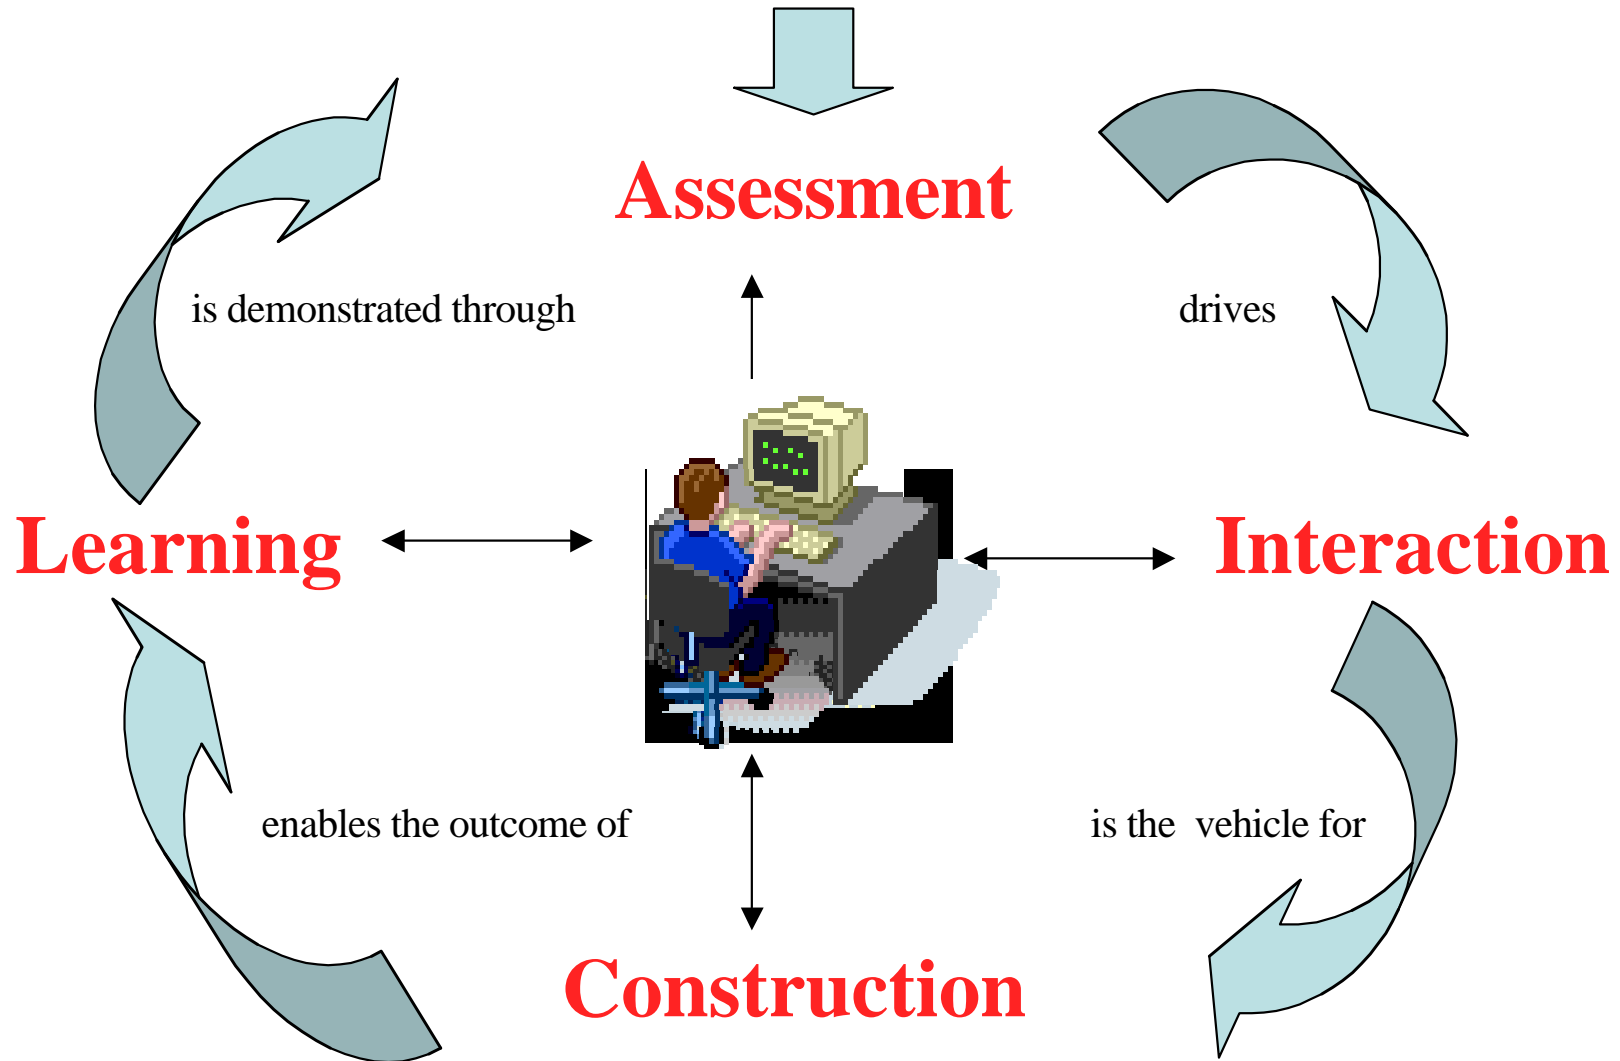 Assessment
is demonstrated through
drives
Learning
Interaction
enables the outcome of
is the  vehicle for
Construction